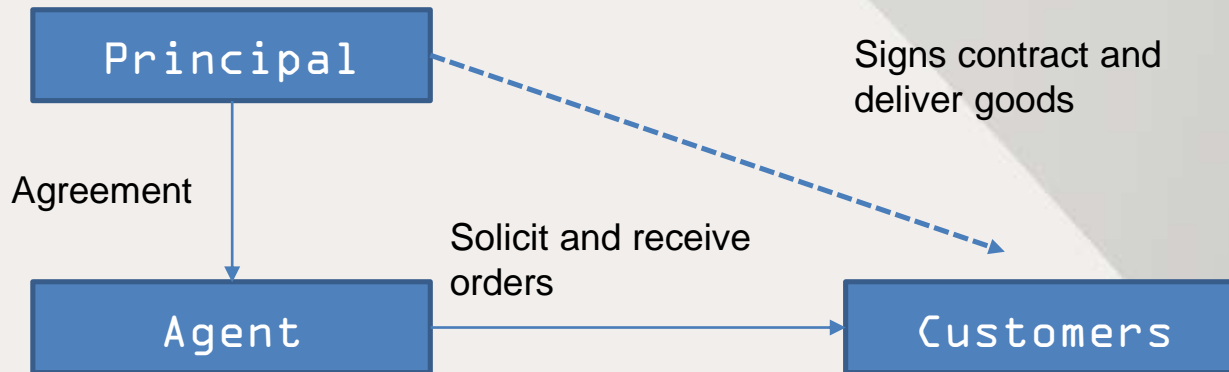 Principal
Signs contract and
deliver goods
Agreement
Solicit and receive
orders
Agent
Customers